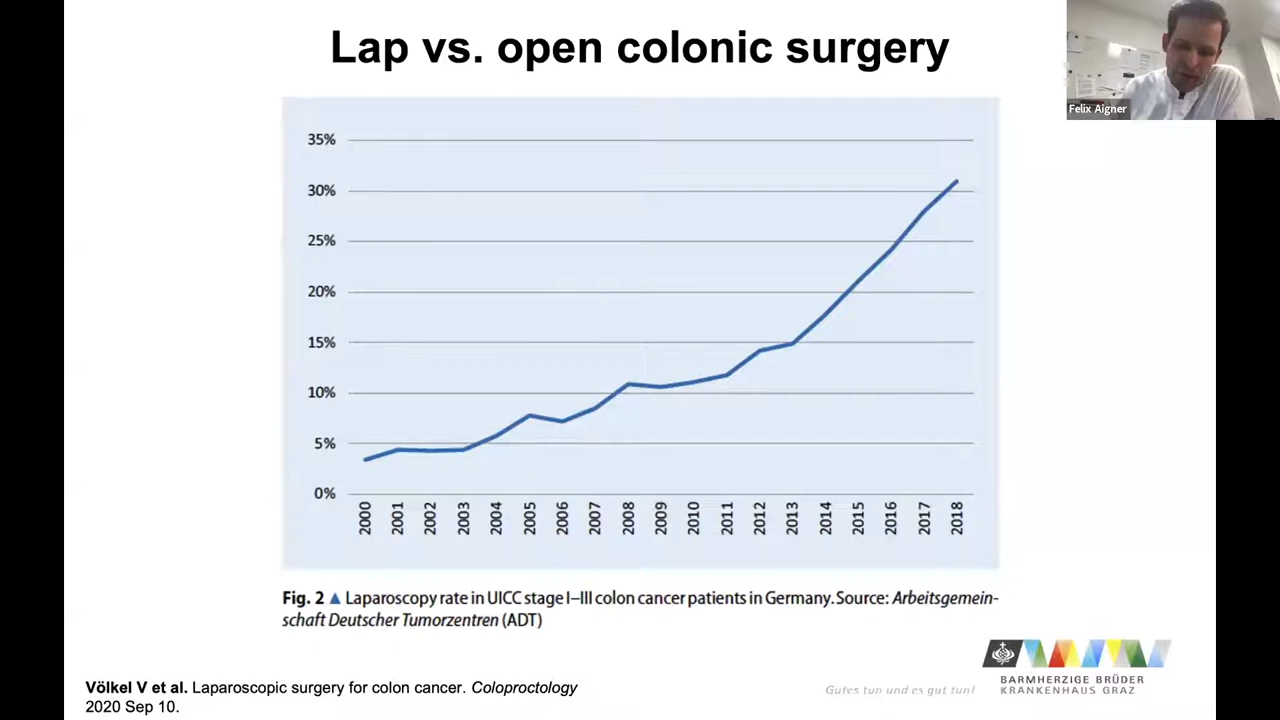 Lap vs. open colonic surgery
Felix Aigner
35%
30%
25%
20%
15%
10%
5%
0%
2000 2001 2002 2003 2004 2005 2006 2007 2008 2009 2010 2011 2012 2013 2014 2015 2016 2017 2018
Fig. 2 ▲ Laparoscopy rate in UICC stage I–III colon cancer patients in Germany. Source: Arbeitsgemein-
schaft Deutscher Tumorzentren (ADT)
BARMHERZIGE BRÜDER
KRANKENHAUS GRAZ
Gutes tun und es gut tun!
Völkel V et al. Laparoscopic surgery for colon cancer. Coloproctology
2020 Sep 10.